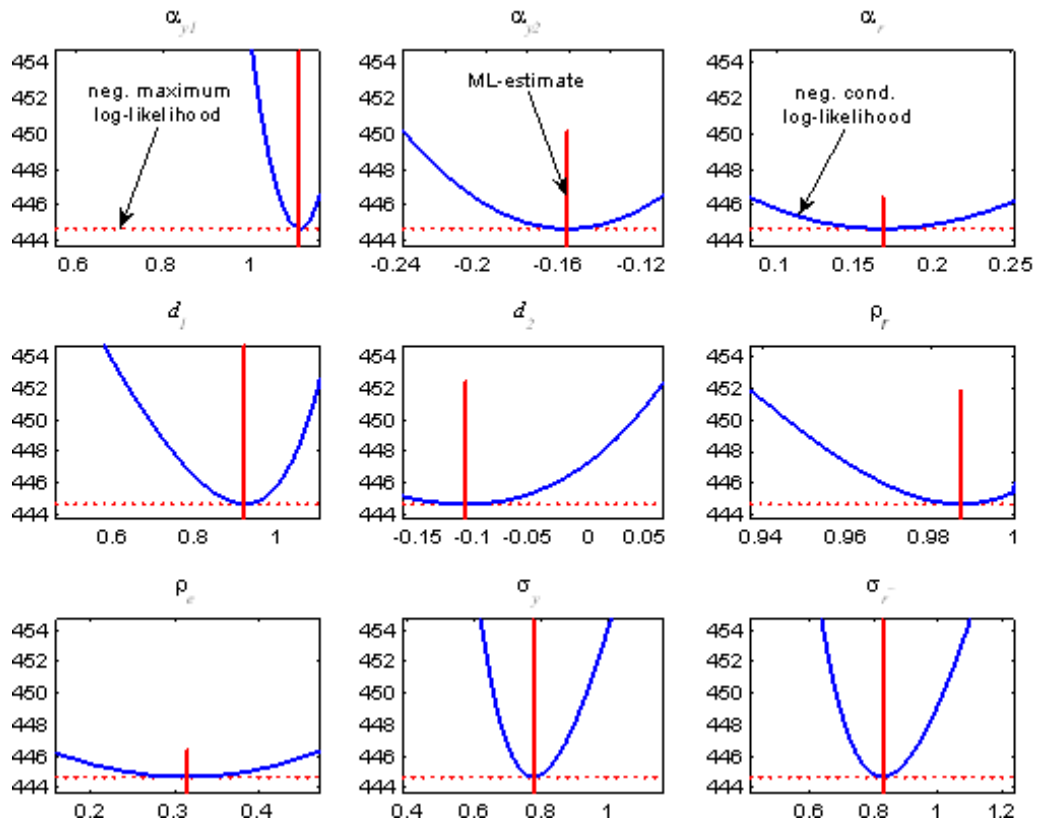 α_y1 α_y2 α_r
454 454 454
452 452 452
450 450 450
448 448 448
446 446 446
444 444 444
neg. maximum
log-likelihood
ML-estimate
neg. cond.
log-likelihood
0.6 0.8 1
-0.24 -0.2 -0.16 -0.12
0.1 0.15 0.2 0.25
d_1 d_2 ρ_r
454 454 454
452 452 452
450 450 450
448 448 448
446 446 446
444 444 444
0.6 0.8 1
-0.15 -0.1 -0.05 0 0.05
0.94 0.96 0.98 1
ρ_e σ_y σ_r̄
454 454 454
452 452 452
450 450 450
448 448 448
446 446 446
444 444 444
0.2 0.3 0.4
0.4 0.6 0.8 1
0.6 0.8 1 1.2